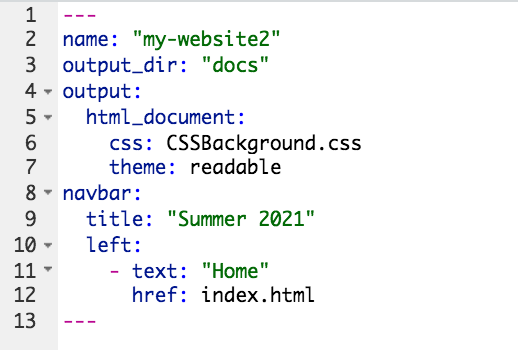 1 ---
2 name: "my-website2"
3 output_dir: "docs"
4 output:
5   html_document:
6     css: CSSBackground.css
7     theme: readable
8 navbar:
9   title: "Summer 2021"
10   left:
11     - text: "Home"
12       href: index.html
13 ---